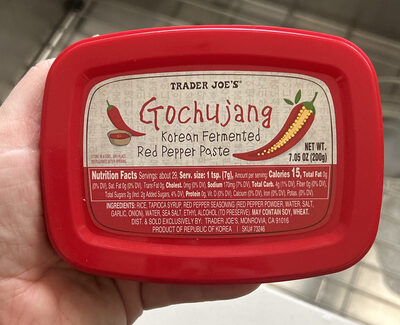 TRADER JOE'S®
Gochujang
Korean Fermented
Red Pepper Paste
NET WT.
7.05 OZ (200g)
Nutrition Facts Servings: about 29, Serv. size: 1 tsp. (7g), Amount per serving: Calories 15, Total Fat 0g
(0% DV), Sat. Fat 0g (0% DV), Trans Fat 0g, Cholest. 0mg (0% DV), Sodium 170mg (7% DV), Total Carb. 4g (1% DV), Fiber 0g (0% DV),
Total Sugars 2g (Incl. 2g Added Sugars, 4% DV), Protein 0g, Vit. D (0% DV), Calcium (0% DV), Iron (0% DV), Potas. (0% DV).
INGREDIENTS: RICE, TAPIOCA SYRUP, RED PEPPER SEASONING (RED PEPPER POWDER, WATER, SALT,
GARLIC, ONION), WATER, SEA SALT, ETHYL ALCOHOL (TO PRESERVE). MAY CONTAIN SOY, WHEAT.
DIST. & SOLD EXCLUSIVELY BY: TRADER JOE'S, MONROVIA, CA 91016
PRODUCT OF REPUBLIC OF KOREA | SKU# 73246